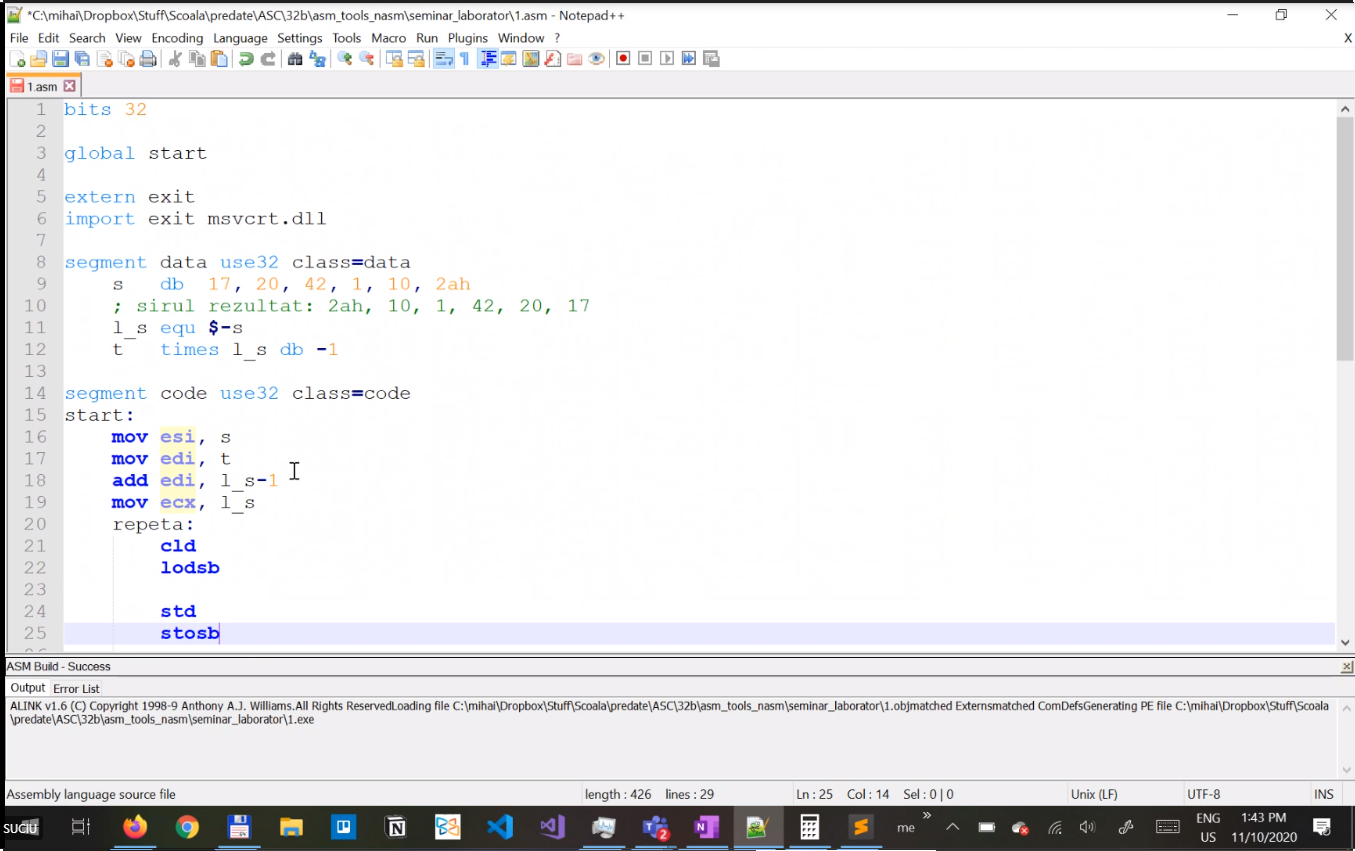 *C:\mihai\Dropbox\Stuff\Scoala\predate\ASC\32b\asm_tools_nasm\seminar_laborator\1.asm - Notepad++
File Edit Search View Encoding Language Settings Tools Macro Run Plugins Window ? X
1.asm
1 bits 32
2
3 global start
4
5 extern exit
6 import exit msvcrt.dll
7
8 segment data use32 class=data
9     s   db  17, 20, 42, 1, 10, 2ah
10     ; sirul rezultat: 2ah, 10, 1, 42, 20, 17
11     l_s equ $-s
12     t   times l_s db -1
13
14 segment code use32 class=code
15 start:
16     mov esi, s
17     mov edi, t
18     add edi, l_s-1
19     mov ecx, l_s
20     repeta:
21         cld
22         lodsb
23
24         std
25         stosb
ASM Build - Success
Output Error List
ALINK v1.6 (C) Copyright 1998-9 Anthony A.J. Williams.All Rights ReservedLoading file C:\mihai\Dropbox\Stuff\Scoala\predate\ASC\32b\asm_tools_nasm\seminar_laborator\1.objmatched Externsmatched ComDefsGenerating PE file C:\mihai\Dropbox\Stuff\Scoala
\predate\ASC\32b\asm_tools_nasm\seminar_laborator\1.exe
Assembly language source file length : 426 lines : 29 Ln : 25 Col : 14 Sel : 0 | 0 Unix (LF) UTF-8 INS
suciu me » ENG 1:43 PM
US 11/10/2020